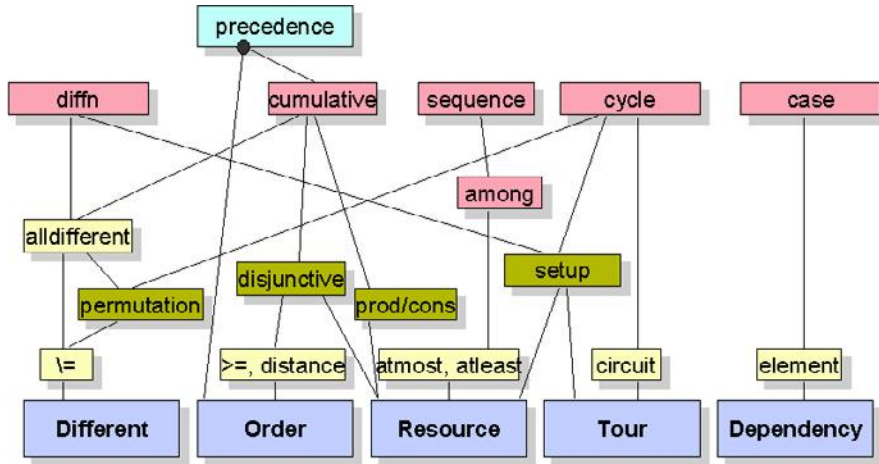 precedence
diffn
cumulative
sequence
cycle
case
among
alldifferent
setup
disjunctive
permutation
prod/cons
\=
>=, distance
atmost, atleast
circuit
element
Different
Order
Resource
Tour
Dependency